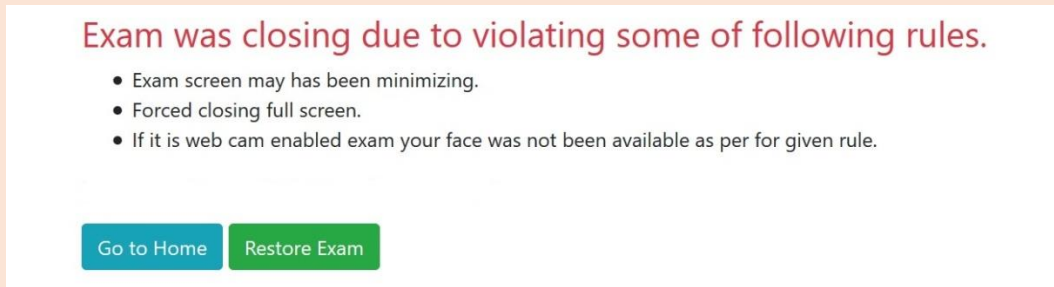 Exam was closing due to violating some of following rules.
• Exam screen may has been minimizing.
• Forced closing full screen.
• If it is web cam enabled exam your face was not been available as per for given rule.
Go to Home Restore Exam